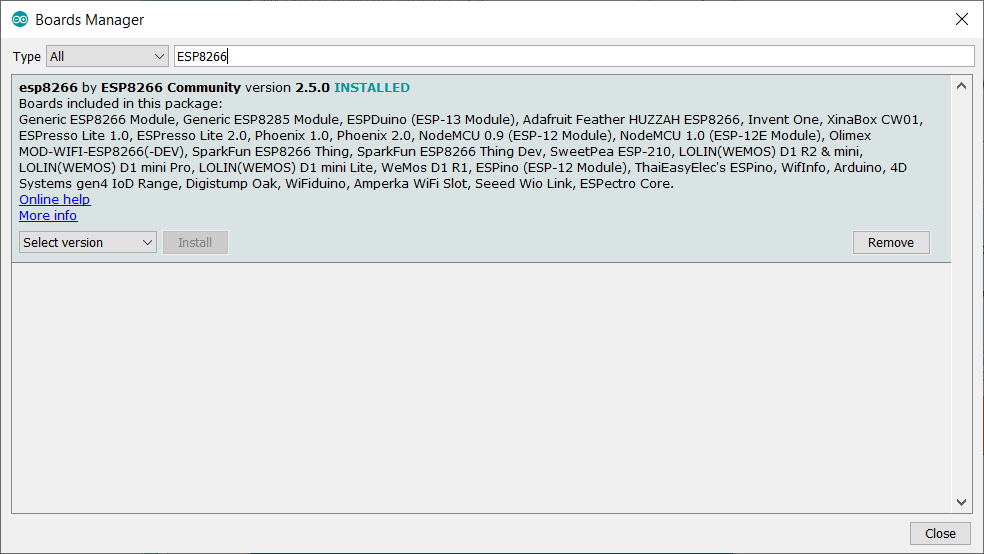 Boards Manager
Type All ESP8266
esp8266 by ESP8266 Community version 2.5.0 INSTALLED
Boards included in this package:
Generic ESP8266 Module, Generic ESP8285 Module, ESPDuino (ESP-13 Module), Adafruit Feather HUZZAH ESP8266, Invent One, XinaBox CW01,
ESPresso Lite 1.0, ESPresso Lite 2.0, Phoenix 1.0, Phoenix 2.0, NodeMCU 0.9 (ESP-12 Module), NodeMCU 1.0 (ESP-12E Module), Olimex
MOD-WIFI-ESP8266(-DEV), SparkFun ESP8266 Thing, SparkFun ESP8266 Thing Dev, SweetPea ESP-210, LOLIN(WEMOS) D1 R2 & mini,
LOLIN(WEMOS) D1 mini Pro, LOLIN(WEMOS) D1 mini Lite, WeMos D1 R1, ESPino (ESP-12 Module), ThaiEasyElec's ESPino, WifInfo, Arduino, 4D
Systems gen4 IoD Range, Digistump Oak, WiFiduino, Amperka WiFi Slot, Seeed Wio Link, ESPectro Core.
Online help
More info
Select version Install Remove
Close